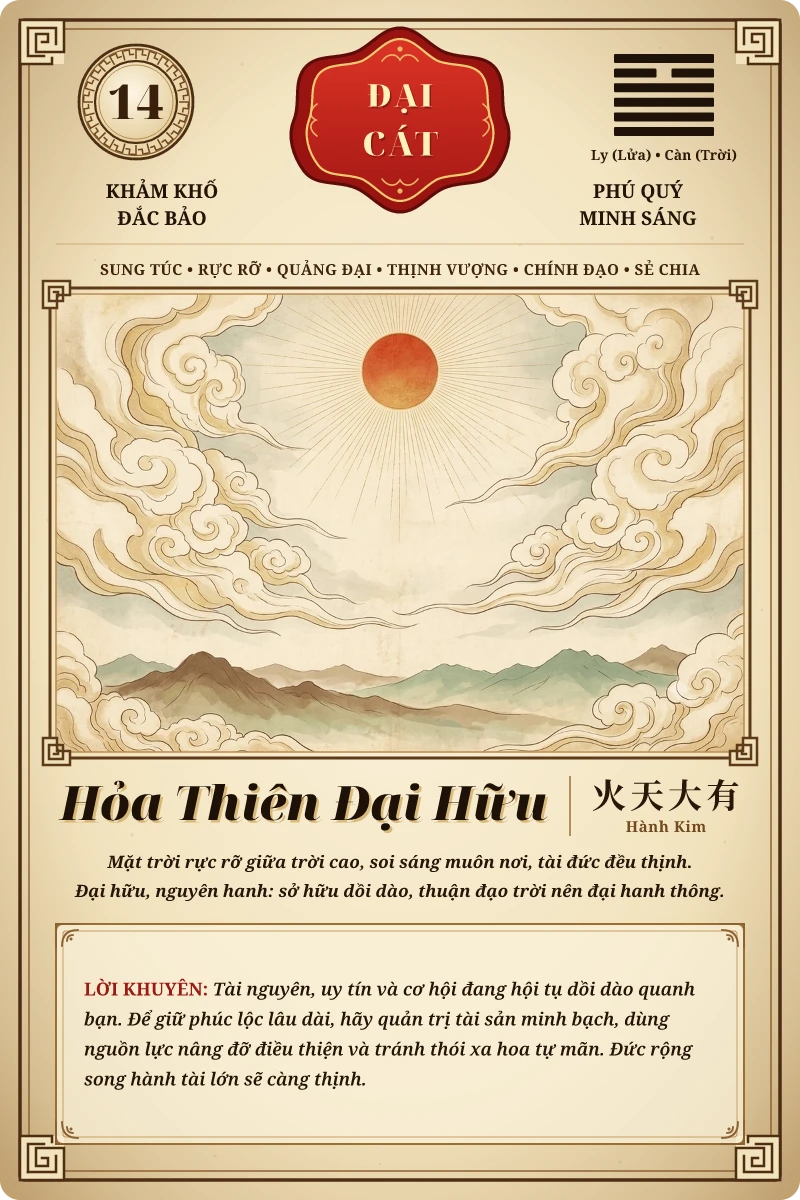 14
ĐẠI
CÁT
Ly (Lửa) • Càn (Trời)
KHẢM KHỐ
ĐẮC BẢO
PHÚ QUÝ
MINH SÁNG
SUNG TÚC • RỰC RỠ • QUẢNG ĐẠI • THỊNH VƯỢNG • CHÍNH ĐẠO • SẺ CHIA
Hỏa Thiên Đại Hữu
火天大有
Hành Kim
Mặt trời rực rỡ giữa trời cao, soi sáng muôn nơi, tài đức đều thịnh.
Đại hữu, nguyên hanh: sở hữu dồi dào, thuận đạo trời nên đại hanh thông.
LỜI KHUYÊN: Tài nguyên, uy tín và cơ hội đang hội tụ dồi dào quanh
bạn. Để giữ phúc lộc lâu dài, hãy quản trị tài sản minh bạch, dùng
nguồn lực nâng đỡ điều thiện và tránh thói xa hoa tự mãn. Đức rộng
song hành tài lớn sẽ càng thịnh.